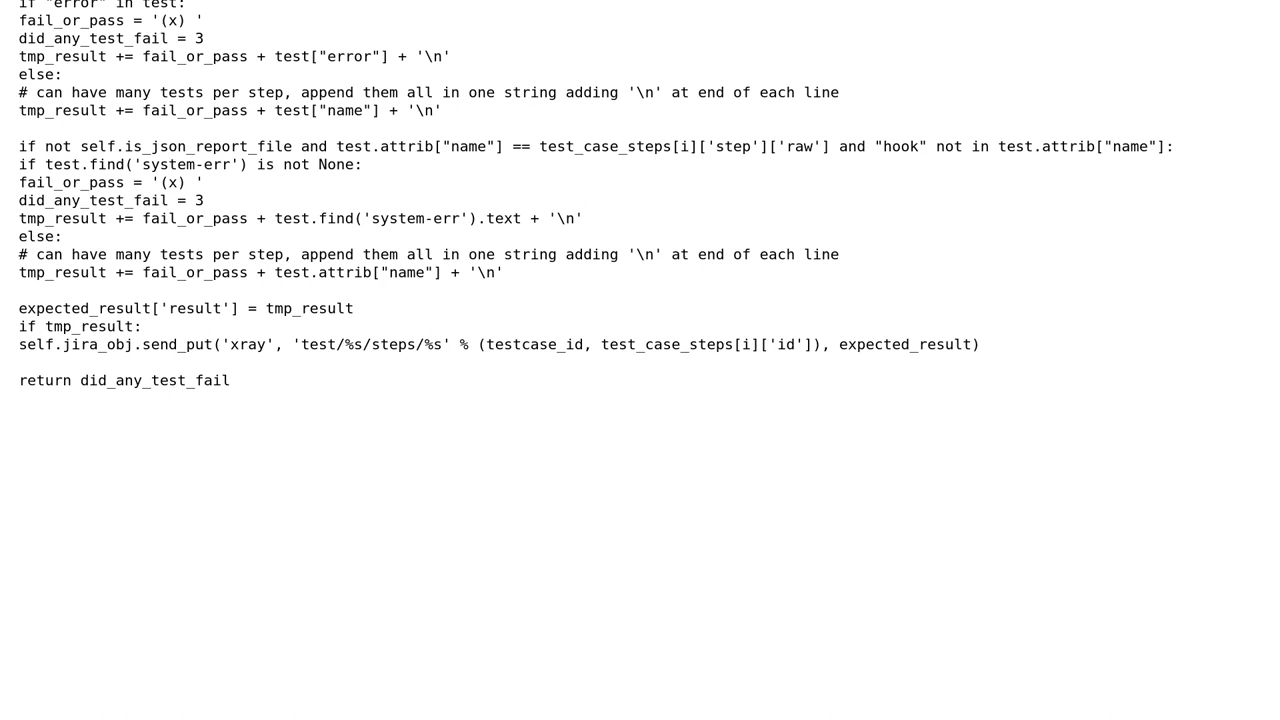 if "error" in test:
fail_or_pass = '(x) '
did_any_test_fail = 3
tmp_result += fail_or_pass + test["error"] + '\n'
else:
# can have many tests per step, append them all in one string adding '\n' at end of each line
tmp_result += fail_or_pass + test["name"] + '\n'
if not self.is_json_report_file and test.attrib["name"] == test_case_steps[i]['step']['raw'] and "hook" not in test.attrib["name"]:
if test.find('system-err') is not None:
fail_or_pass = '(x) '
did_any_test_fail = 3
tmp_result += fail_or_pass + test.find('system-err').text + '\n'
else:
# can have many tests per step, append them all in one string adding '\n' at end of each line
tmp_result += fail_or_pass + test.attrib["name"] + '\n'
expected_result['result'] = tmp_result
if tmp_result:
self.jira_obj.send_put('xray', 'test/%s/steps/%s' % (testcase_id, test_case_steps[i]['id']), expected_result)
return did_any_test_fail